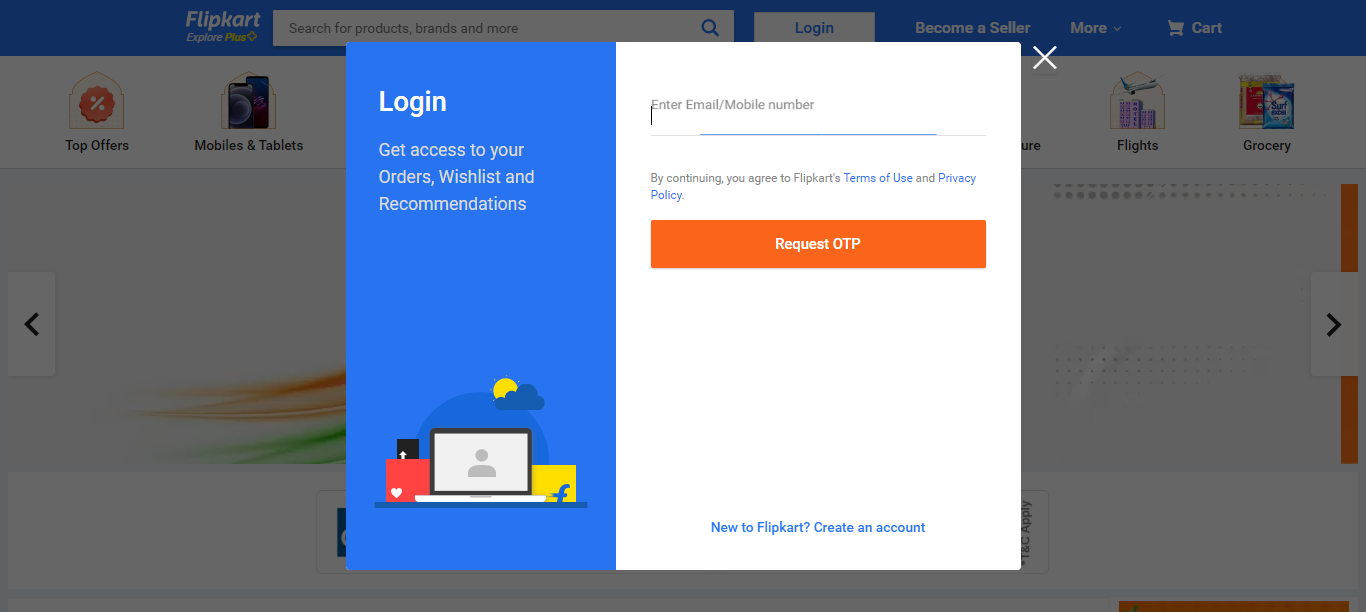 Flipkart
Explore Plus
Search for products, brands and more
Login
Become a Seller
More
Cart
Top Offers
Mobiles & Tablets
ure
Flights
Grocery
Surf
excel
Login
Get access to your
Orders, Wishlist and
Recommendations
Enter Email/Mobile number
By continuing, you agree to Flipkart's Terms of Use and Privacy
Policy.
Request OTP
New to Flipkart? Create an account
*T&C Apply